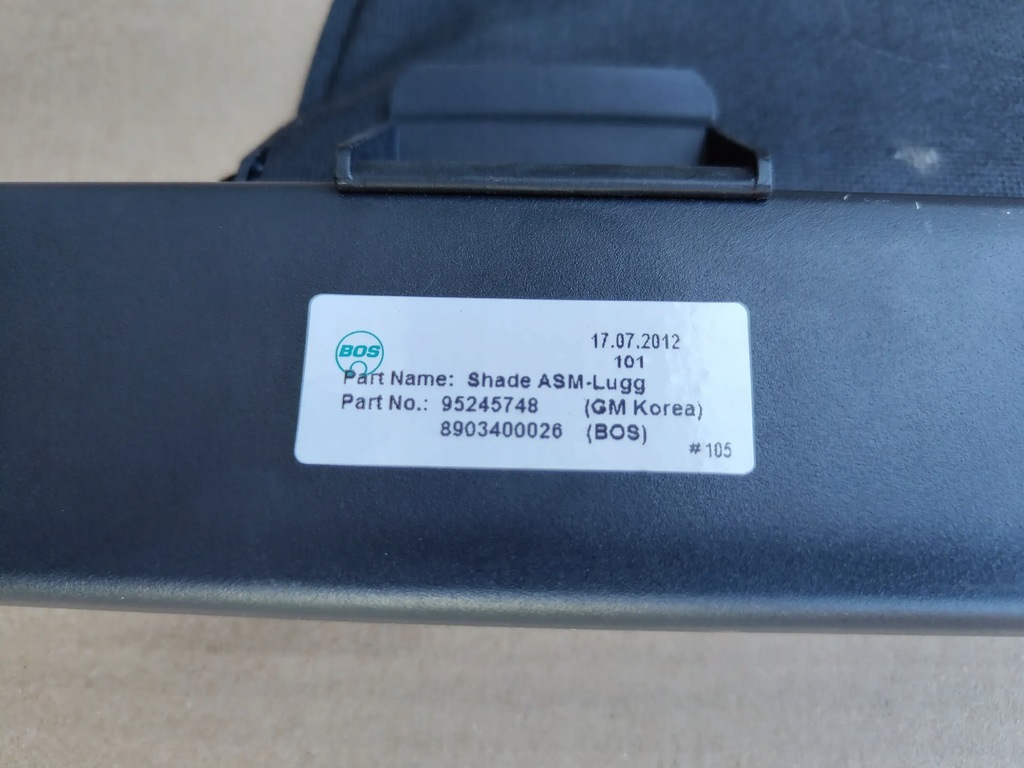 BOS
17.07.2012
101
Part Name: Shade ASM-Lugg
Part No.: 95245748 (GM Korea)
8903400026 (BOS)
# 105